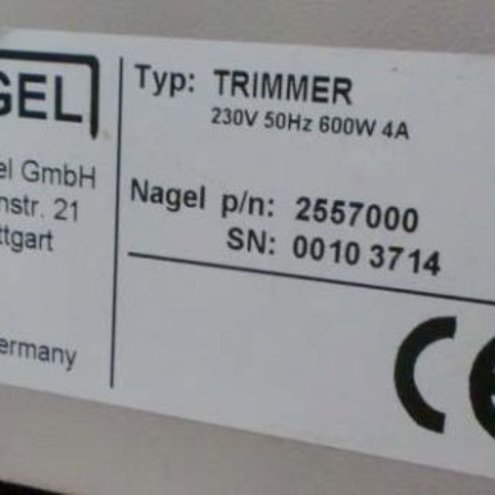 GEL
el GmbH
nstr. 21
ttgart
ermany
Typ: TRIMMER
230V 50Hz 600W 4A
Nagel p/n: 2557000
SN: 0010 3714
CE